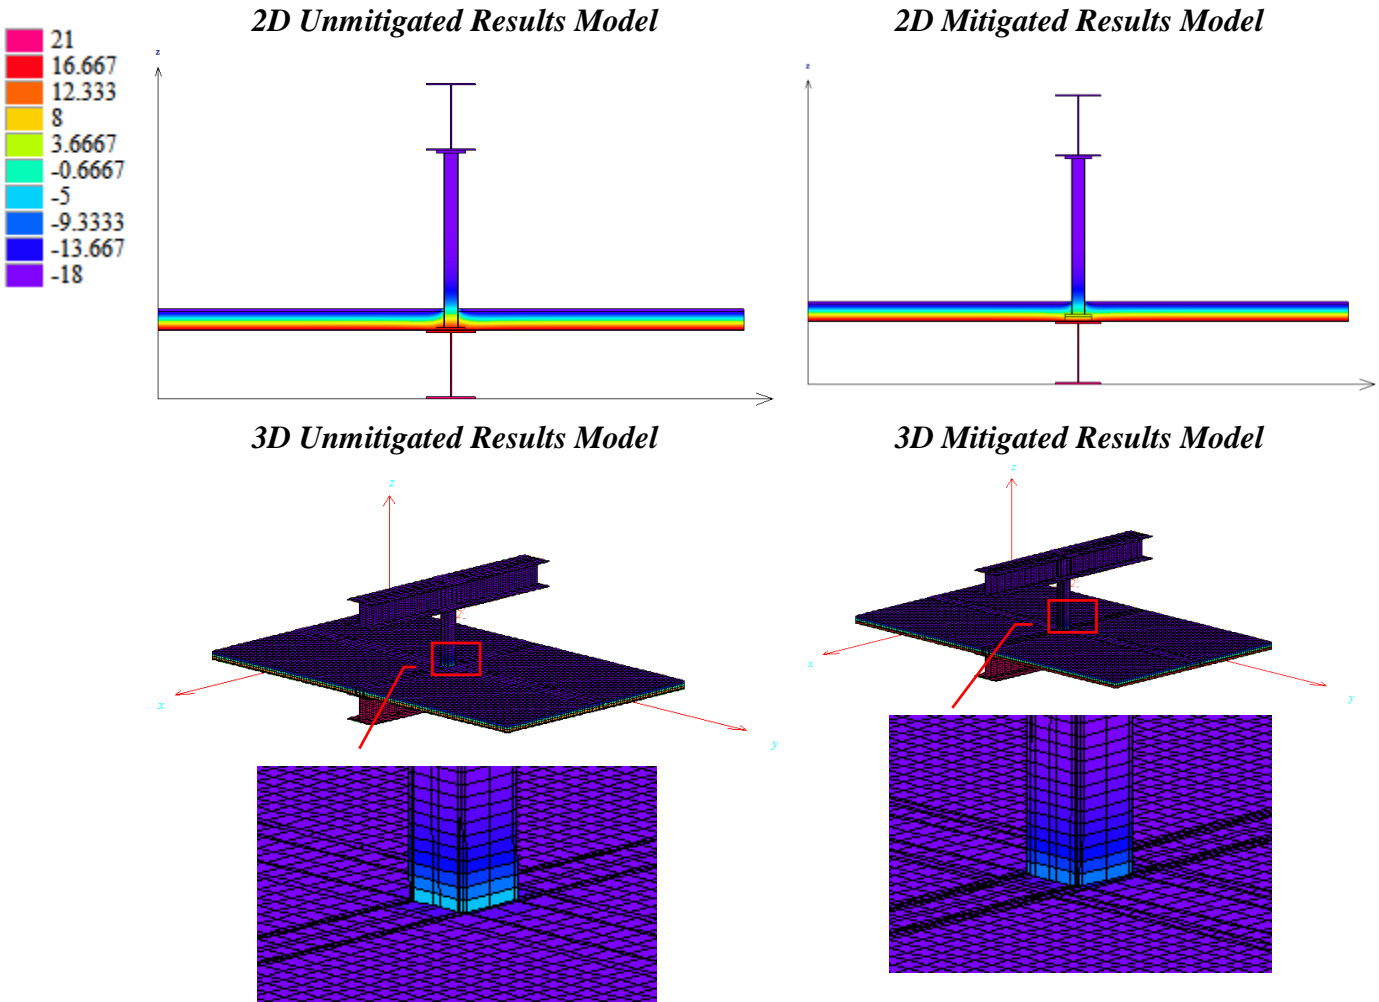 2D Unmitigated Results Model
2D Mitigated Results Model
21
16.667
12.333
8
3.6667
-0.6667
-5
-9.3333
-13.667
-18
z
z
3D Unmitigated Results Model
3D Mitigated Results Model
z
z
x
y
x
y